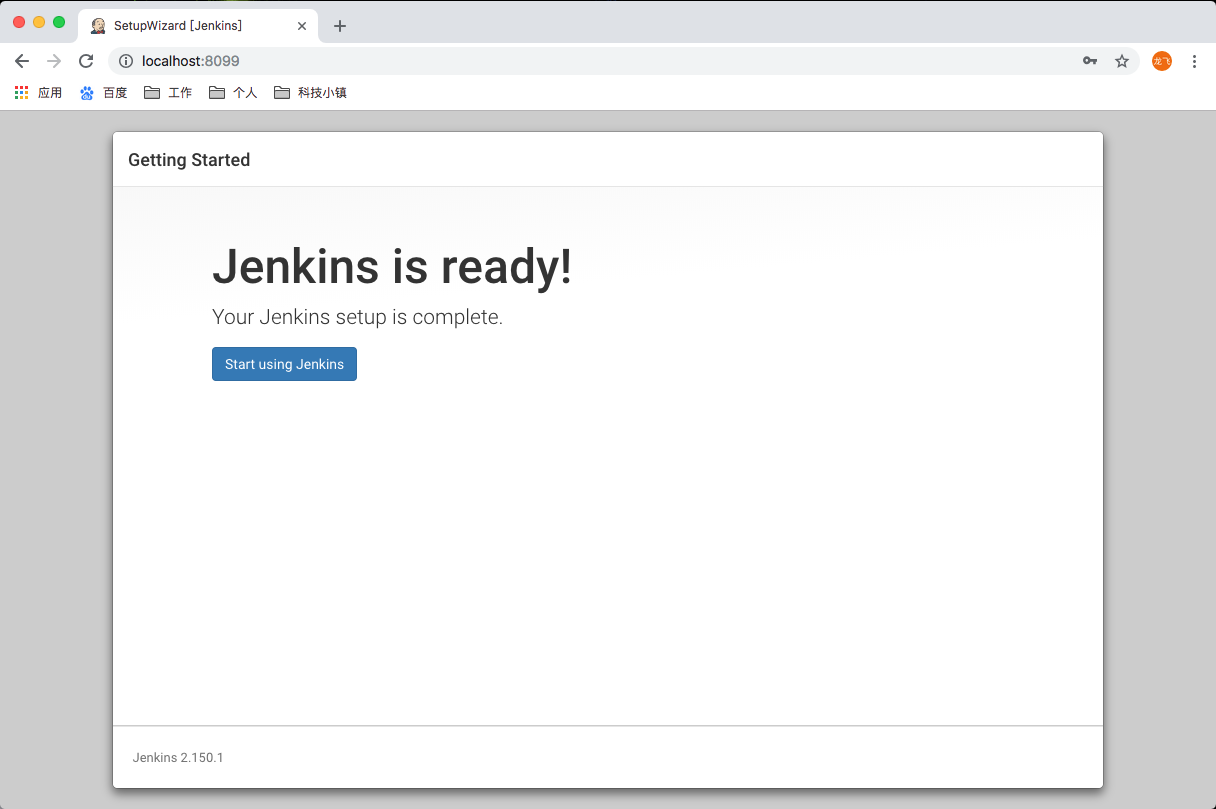 SetupWizard [Jenkins]
localhost:8099
龙飞
应用 百度 工作 个人 科技小镇
Getting Started
Jenkins is ready!
Your Jenkins setup is complete.
Start using Jenkins
Jenkins 2.150.1